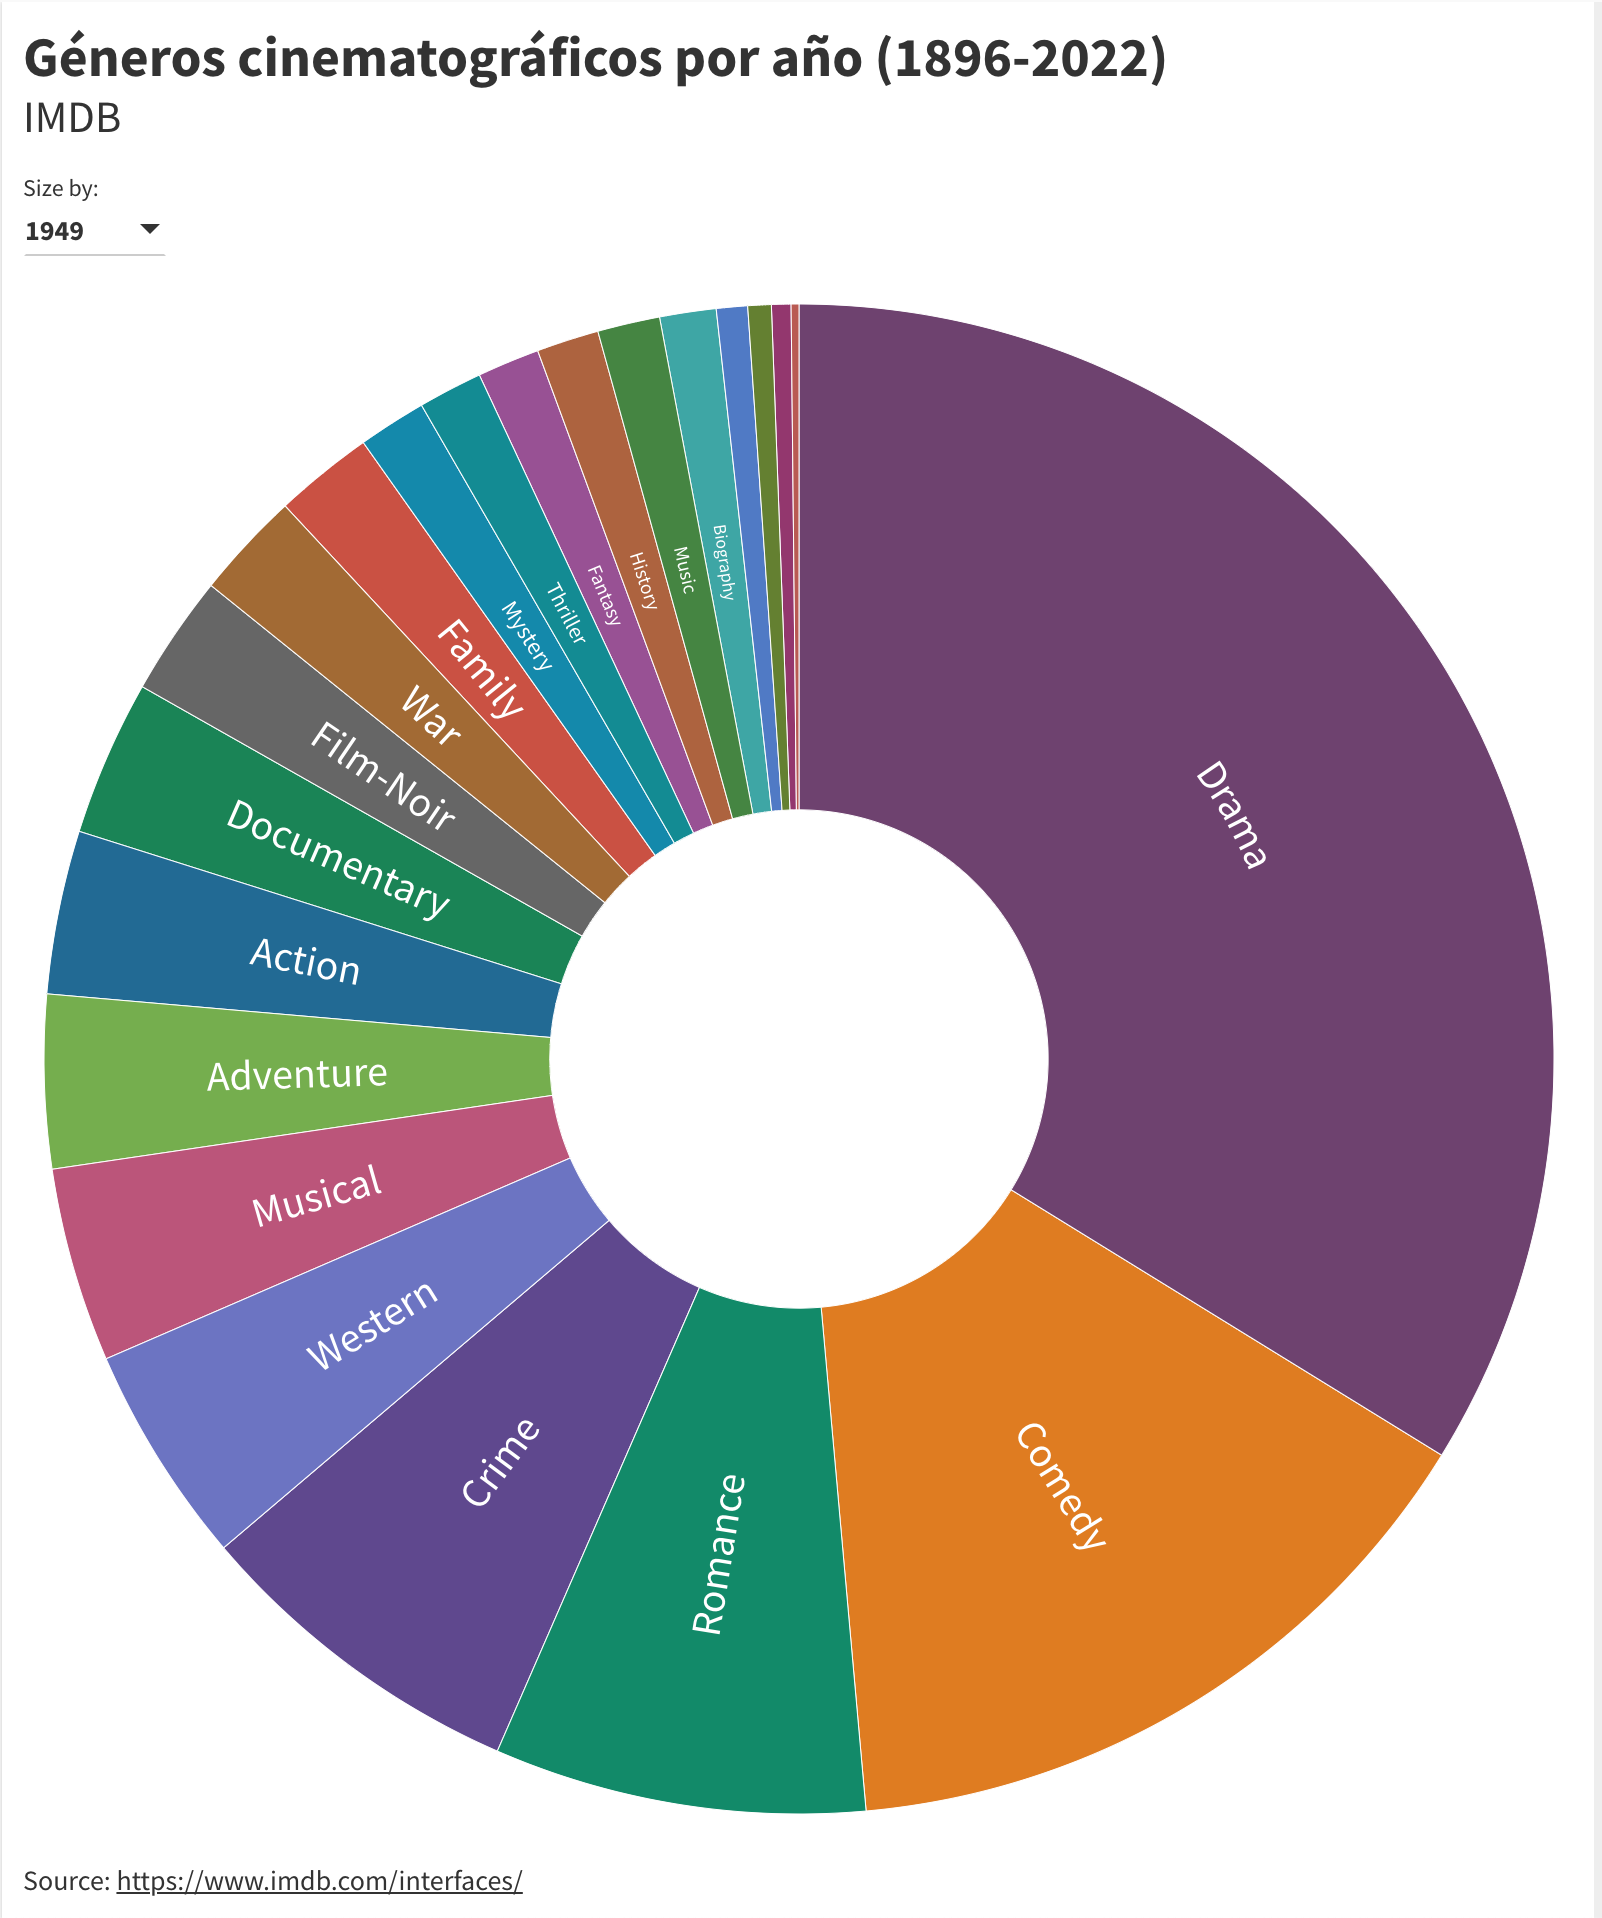 Géneros cinematográficos por año (1896-2022)
IMDB
Size by:
1949
Drama
Comedy
Romance
Crime
Western
Musical
Adventure
Action
Documentary
Film-Noir
War
Family
Mystery
Thriller
Fantasy
History
Music
Biography
Source: https://www.imdb.com/interfaces/